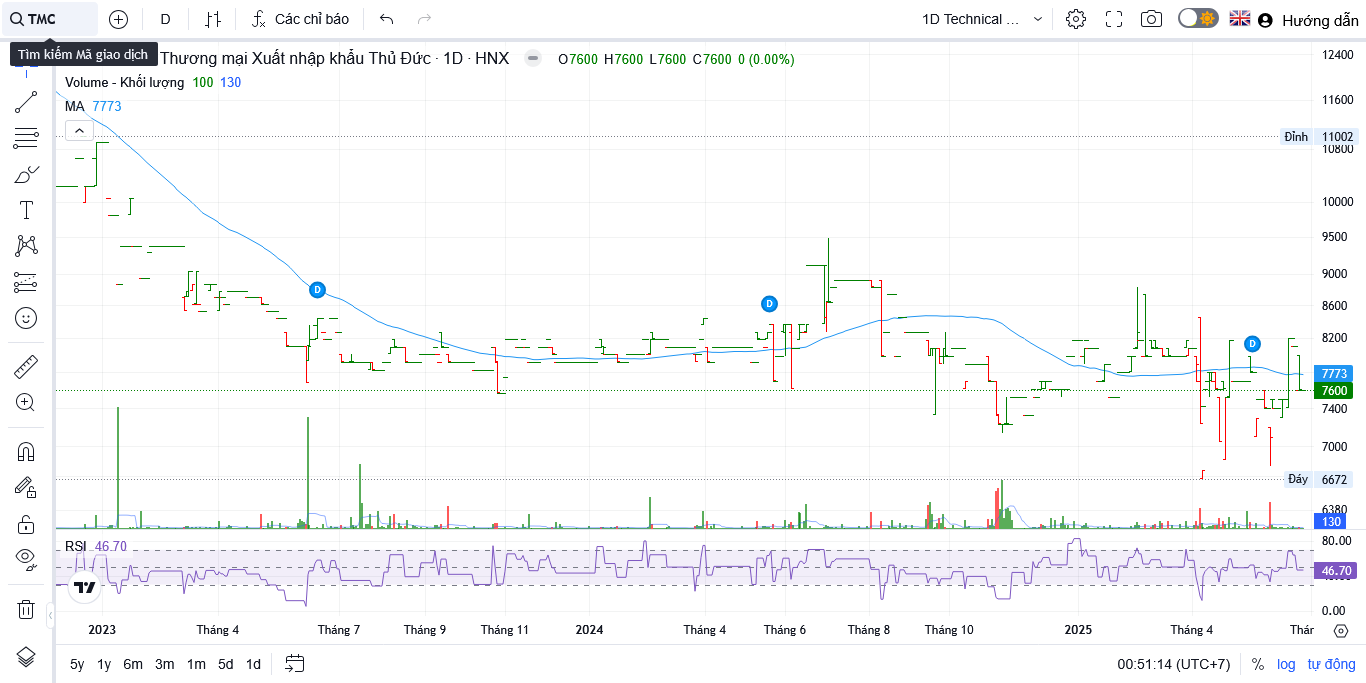 TMC
D
Các chỉ báo
1D Technical ...
Hướng dẫn
Tìm kiếm Mã giao dịch
Thương mại Xuất nhập khẩu Thủ Đức · 1D · HNX
O7600 H7600 L7600 C7600 0 (0.00%)
Volume - Khối lượng 100 130
MA 7773
12400
11600
Đỉnh 11002
10800
10000
9500
9000
8600
8200
7773
7600
7400
7000
Đáy 6672
6380
130
D
D
D
RSI 46.70
80.00
46.70
0.00
2023
Tháng 4
Tháng 7
Tháng 9
Tháng 11
2024
Tháng 4
Tháng 6
Tháng 8
Tháng 10
2025
Tháng 4
Thár
5y 1y 6m 3m 1m 5d 1d
00:51:14 (UTC+7)
% log tự động